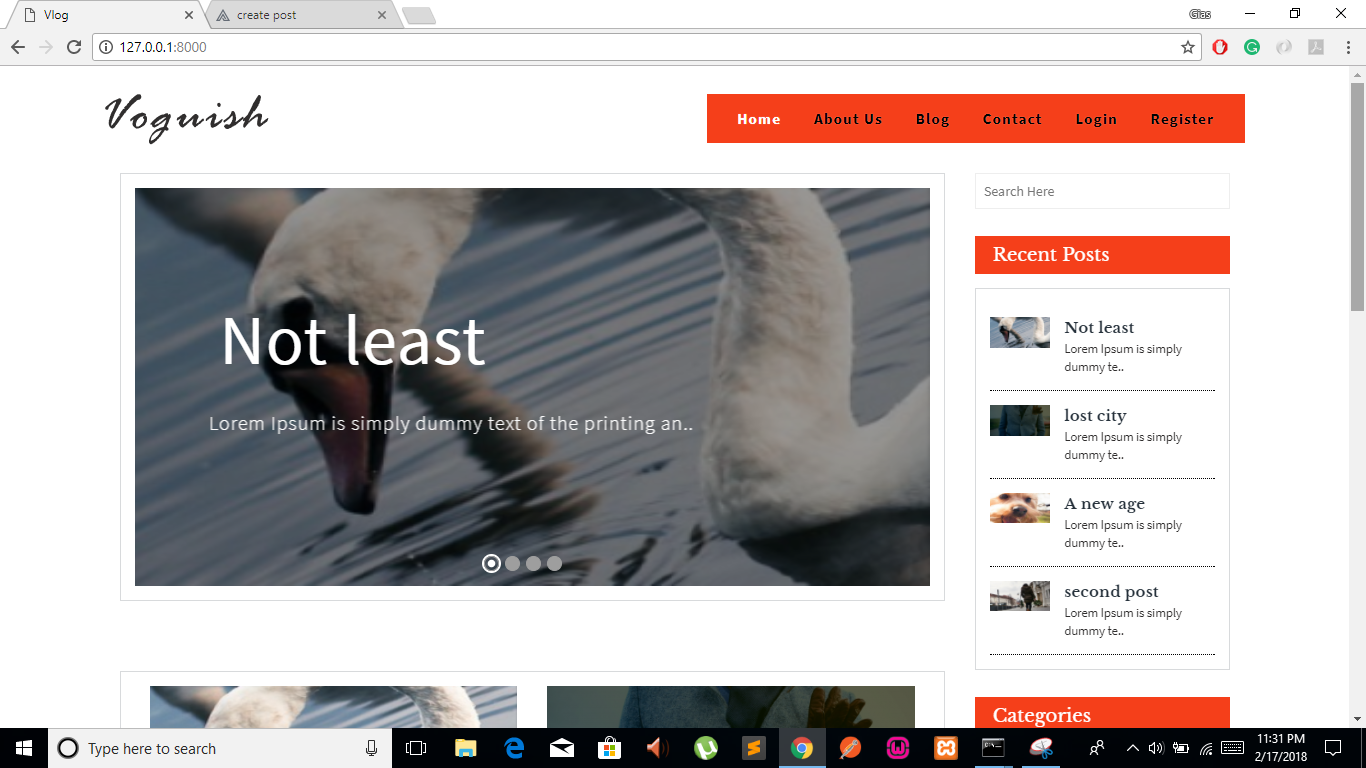 Vlog
create post
Gias
127.0.0.1:8000
Voguish
Home About Us Blog Contact Login Register
Not least
Lorem Ipsum is simply dummy text of the printing an..
Search Here
Recent Posts
Not least
Lorem Ipsum is simply
dummy te..
lost city
Lorem Ipsum is simply
dummy te..
A new age
Lorem Ipsum is simply
dummy te..
second post
Lorem Ipsum is simply
dummy te..
Categories
Type here to search
11:31 PM
2/17/2018